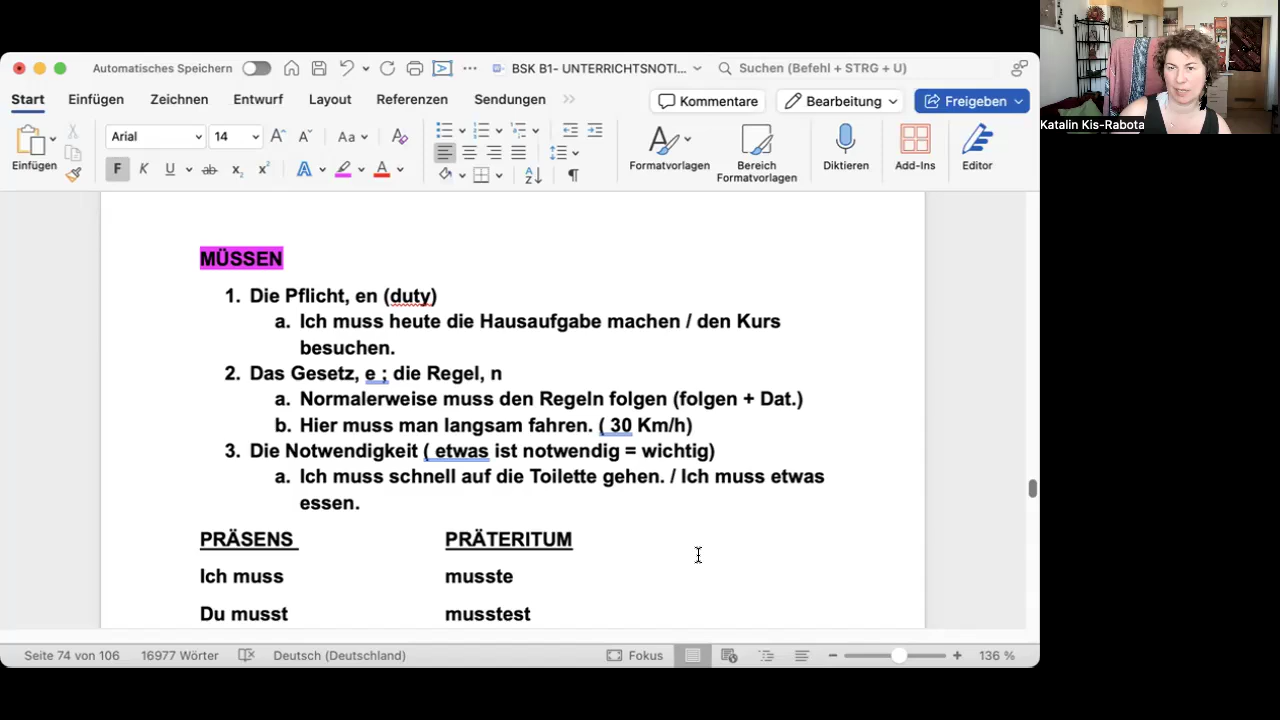 Automatisches Speichern
BSK B1- UNTERRICHTSNOTI...
Suchen (Befehl + STRG + U)
Katalin Kis-Rabota
Start Einfügen Zeichnen Entwurf Layout Referenzen Sendungen
Kommentare Bearbeitung Freigeben
Einfügen
Arial 14
Formatvorlagen
Bereich
Formatvorlagen
Diktieren
Add-Ins
Editor
MÜSSEN
1. Die Pflicht, en (duty)
a. Ich muss heute die Hausaufgabe machen / den Kurs
besuchen.
2. Das Gesetz, e ; die Regel, n
a. Normalerweise muss den Regeln folgen (folgen + Dat.)
b. Hier muss man langsam fahren. ( 30 Km/h)
3. Die Notwendigkeit ( etwas ist notwendig = wichtig)
a. Ich muss schnell auf die Toilette gehen. / Ich muss etwas
essen.
PRÄSENS PRÄTERITUM
Ich muss musste
Du musst musstest
Seite 74 von 106 16977 Wörter Deutsch (Deutschland) Fokus 136 %